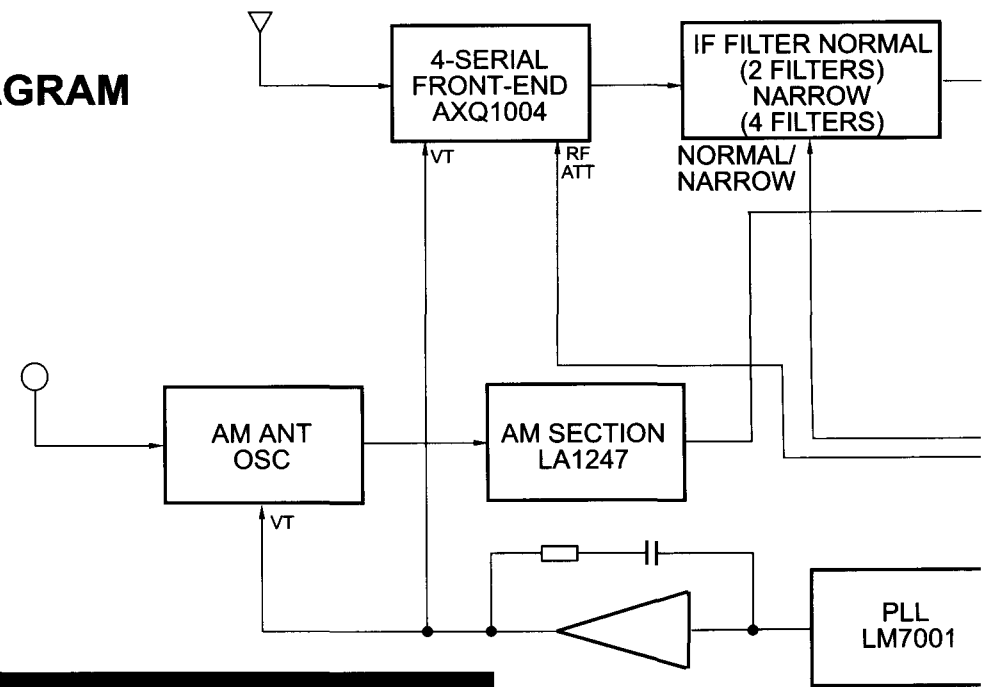 AGRAM
4-SERIAL
FRONT-END
AXQ1004
IF FILTER NORMAL
(2 FILTERS)
NARROW
(4 FILTERS)
VT
RF
ATT
NORMAL/
NARROW
AM ANT
OSC
AM SECTION
LA1247
VT
PLL
LM7001